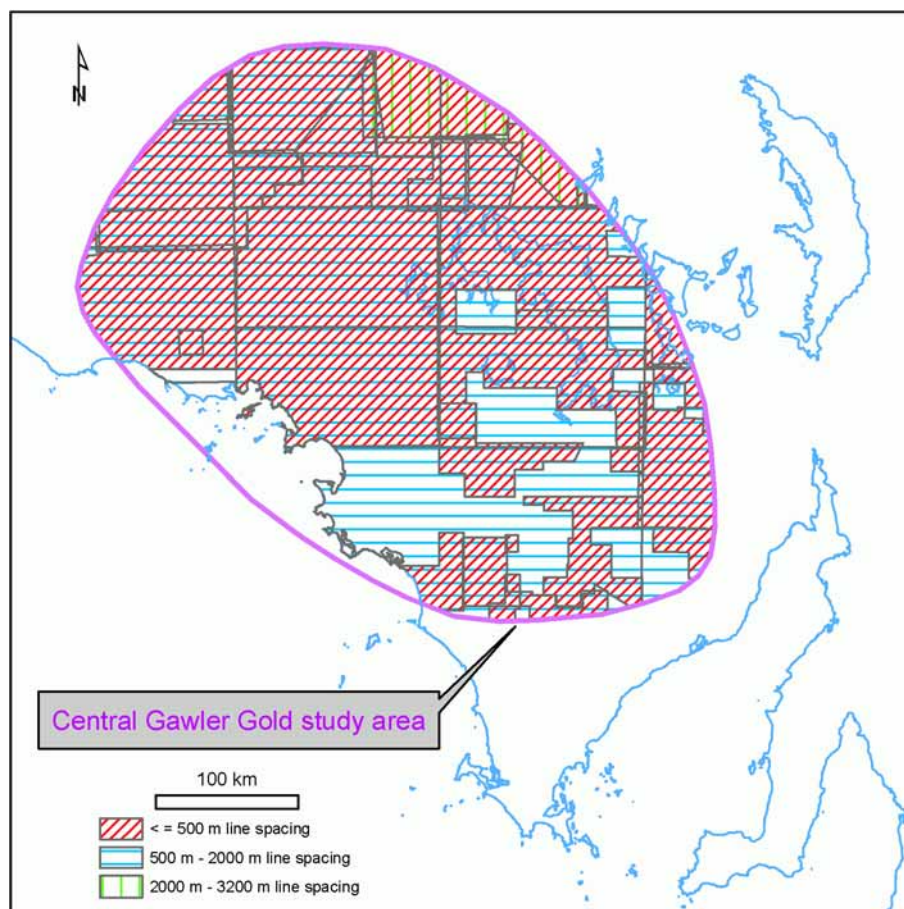 N
Central Gawler Gold study area
100 km
< = 500 m line spacing
500 m - 2000 m line spacing
2000 m - 3200 m line spacing